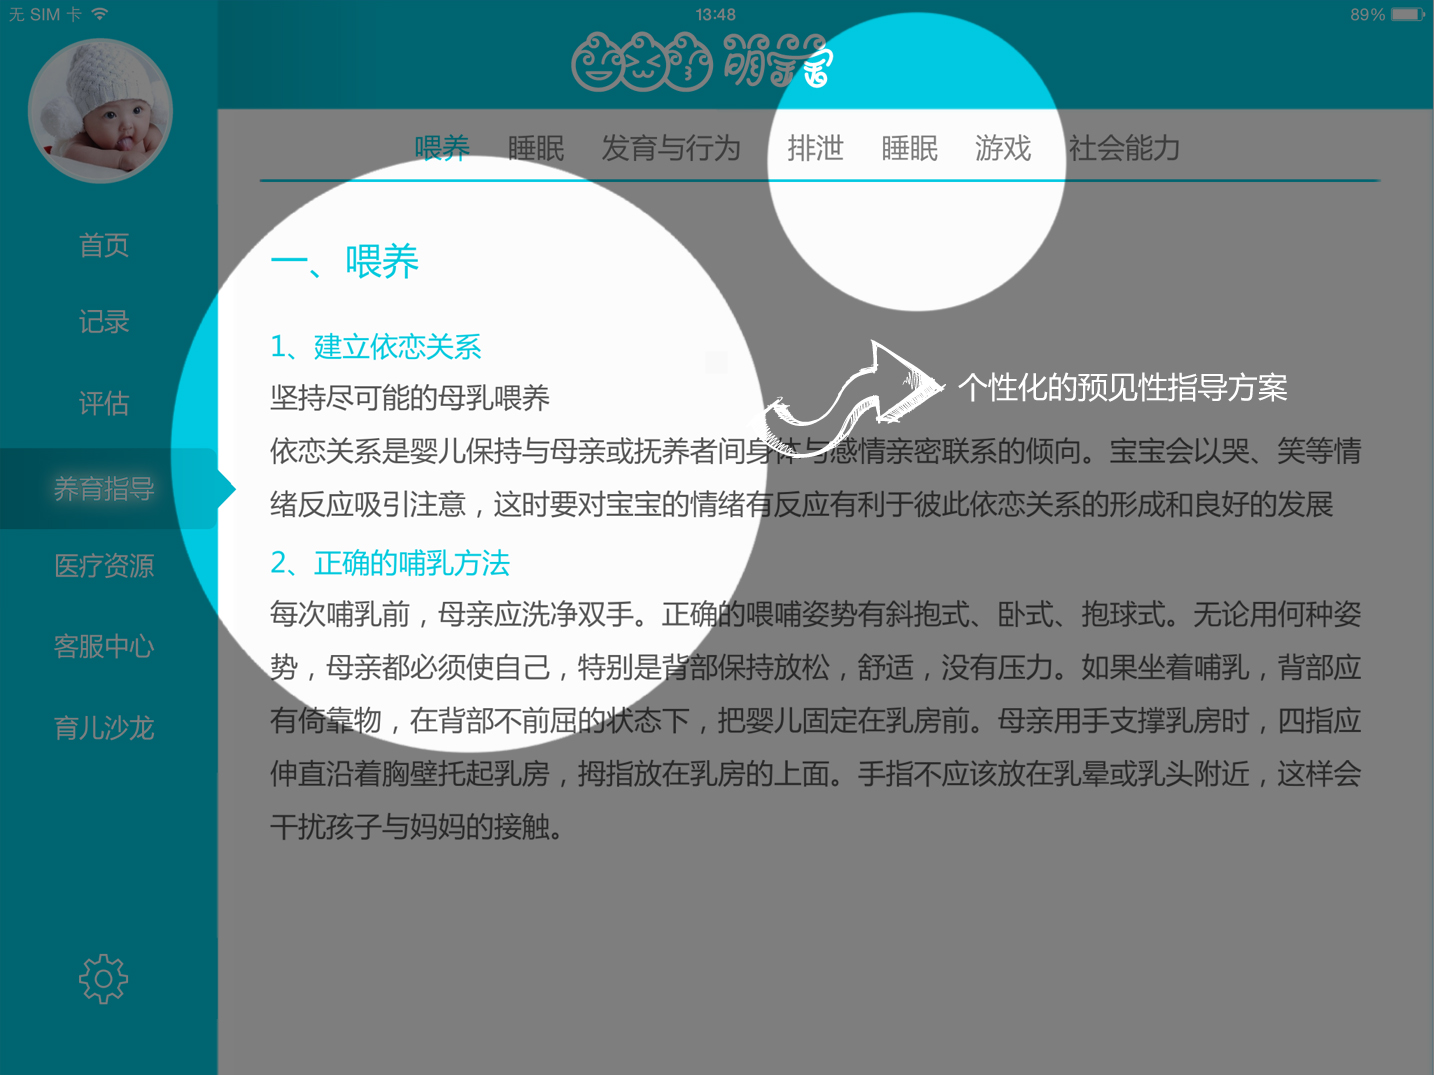 无 SIM 卡
13:48
89%
萌宝宝
喂养 睡眠 发育与行为 排泄 睡眠 游戏 社会能力
首页
记录
评估
养育指导
医疗资源
客服中心
育儿沙龙
一、喂养
1、建立依恋关系
坚持尽可能的母乳喂养
个性化的预见性指导方案
依恋关系是婴儿保持与母亲或抚养者间身体与感情亲密联系的倾向。宝宝会以哭、笑等情
绪反应吸引注意，这时要对宝宝的情绪有反应有利于彼此依恋关系的形成和良好的发展
2、正确的哺乳方法
每次哺乳前，母亲应洗净双手。正确的喂哺姿势有斜抱式、卧式、抱球式。无论用何种姿
势，母亲都必须使自己，特别是背部保持放松，舒适，没有压力。如果坐着哺乳，背部应
有倚靠物，在背部不前屈的状态下，把婴儿固定在乳房前。母亲用手支撑乳房时，四指应
伸直沿着胸壁托起乳房，拇指放在乳房的上面。手指不应该放在乳晕或乳头附近，这样会
干扰孩子与妈妈的接触。